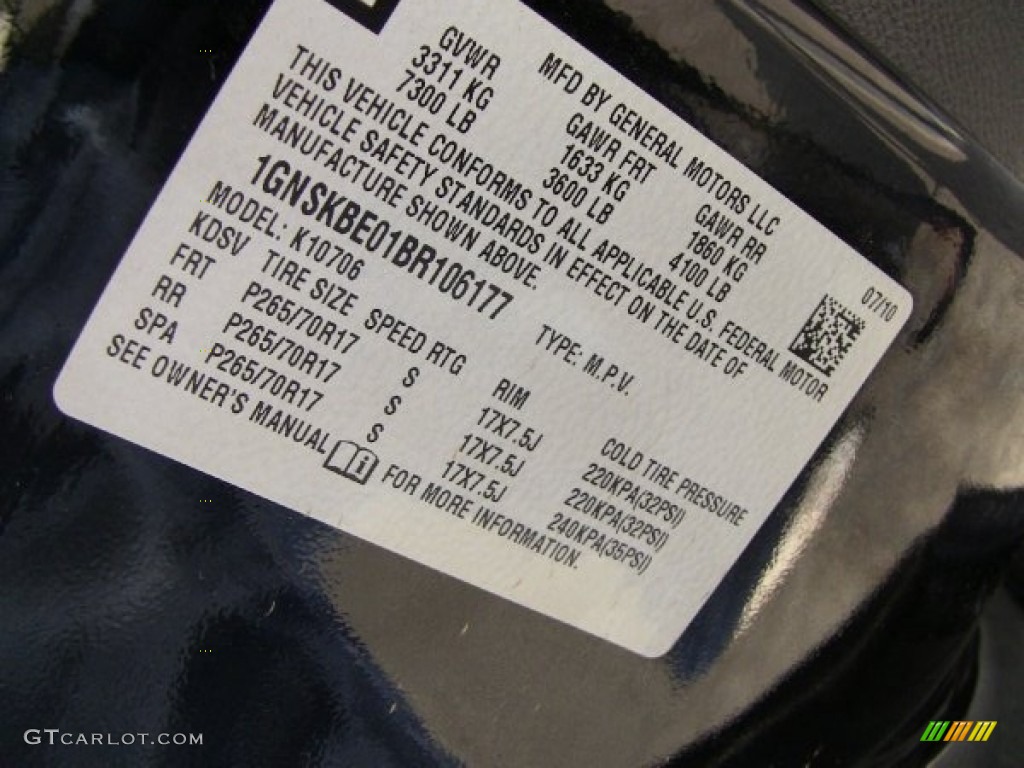 MFD BY GENERAL MOTORS LLC 07/10
GVWR GAWR FRT GAWR RR
3311 KG 1633 KG 1860 KG
7300 LB 3600 LB 4100 LB
THIS VEHICLE CONFORMS TO ALL APPLICABLE U.S. FEDERAL MOTOR
VEHICLE SAFETY STANDARDS IN EFFECT ON THE DATE OF
MANUFACTURE SHOWN ABOVE.
1GNSKBE01BR106177 TYPE: M.P.V.
MODEL: K10706
KDSV TIRE SIZE SPEED RTG RIM COLD TIRE PRESSURE
FRT P265/70R17 S 17X7.5J 220KPA(32PSI)
RR P265/70R17 S 17X7.5J 220KPA(32PSI)
SPA P265/70R17 S 17X7.5J 240KPA(35PSI)
SEE OWNER'S MANUAL FOR MORE INFORMATION.
GTCARLOT.COM